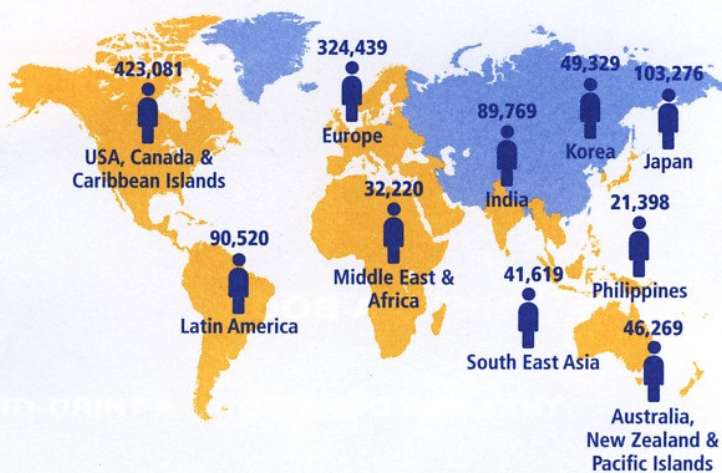 423,081
USA, Canada &
Caribbean Islands
324,439
Europe
49,329
Korea
103,276
Japan
89,769
India
32,220
Middle East &
Africa
21,398
Philippines
90,520
Latin America
41,619
South East Asia
46,269
Australia,
New Zealand &
Pacific Islands